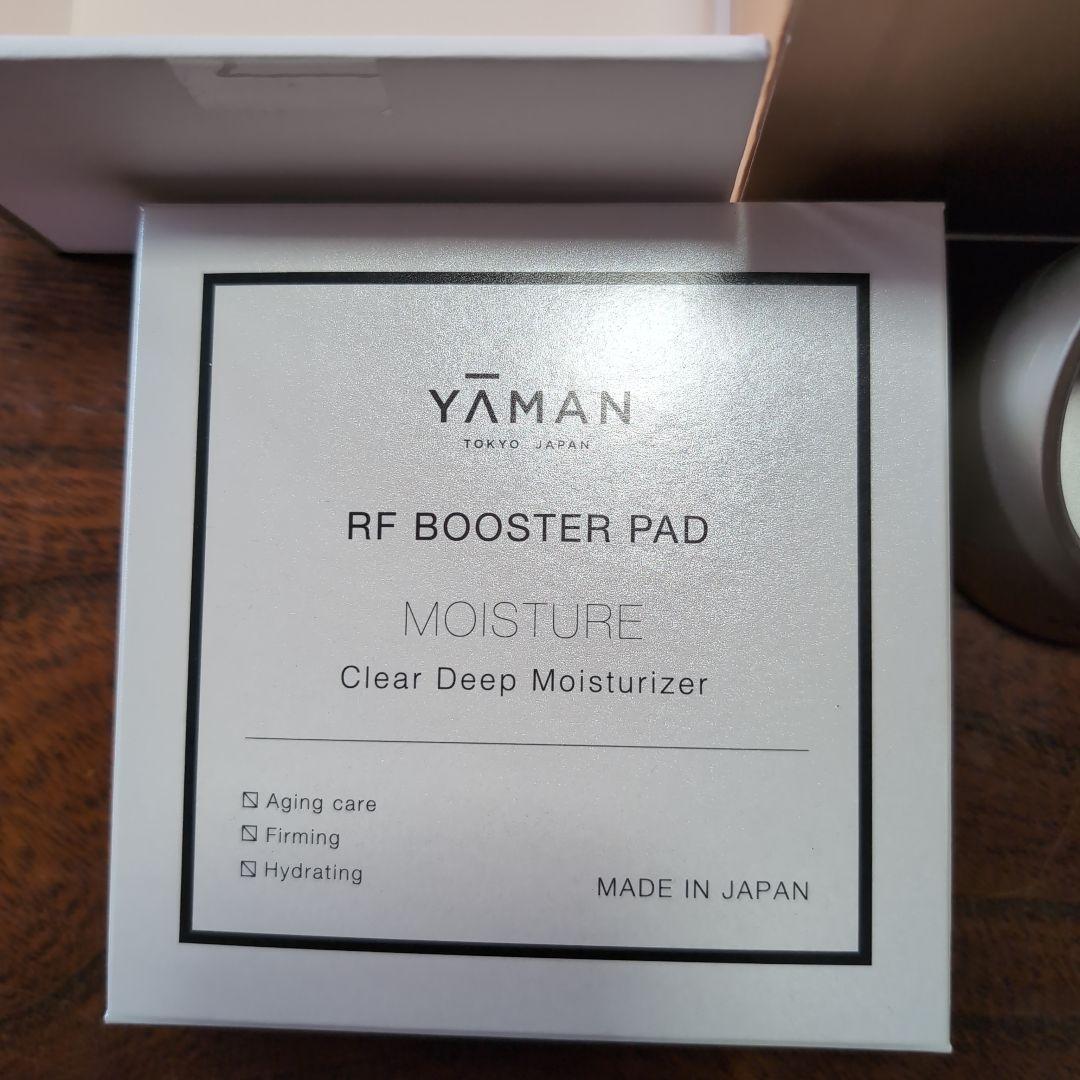 YĀMAN
TOKYO JAPAN
RF BOOSTER PAD
MOISTURE
Clear Deep Moisturizer
Aging care
Firming
Hydrating
MADE IN JAPAN